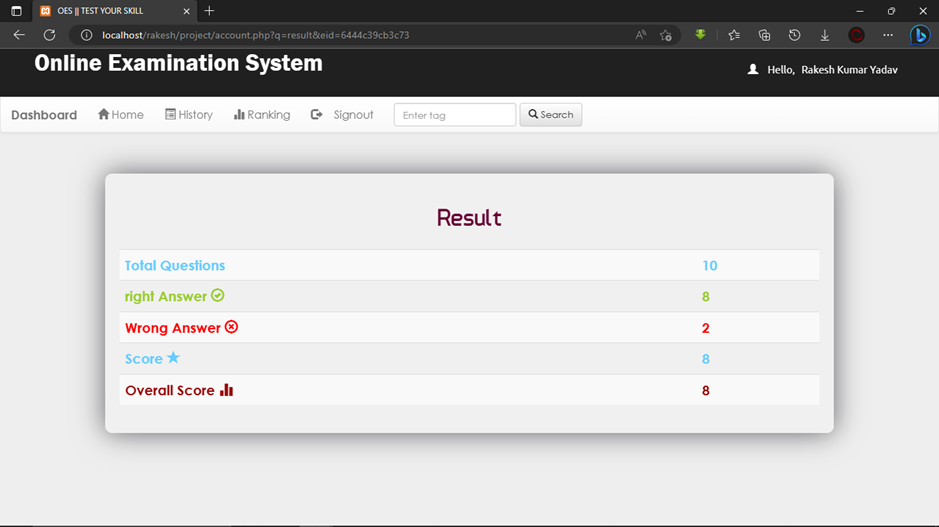 OES || TEST YOUR SKILL
localhost/rakesh/project/account.php?q=result&eid=6444c39cb3c73
Online Examination System
Hello, Rakesh Kumar Yadav
Dashboard Home History Ranking Signout Enter tag Search
Result
Total Questions 10
right Answer 8
Wrong Answer 2
Score 8
Overall Score 8